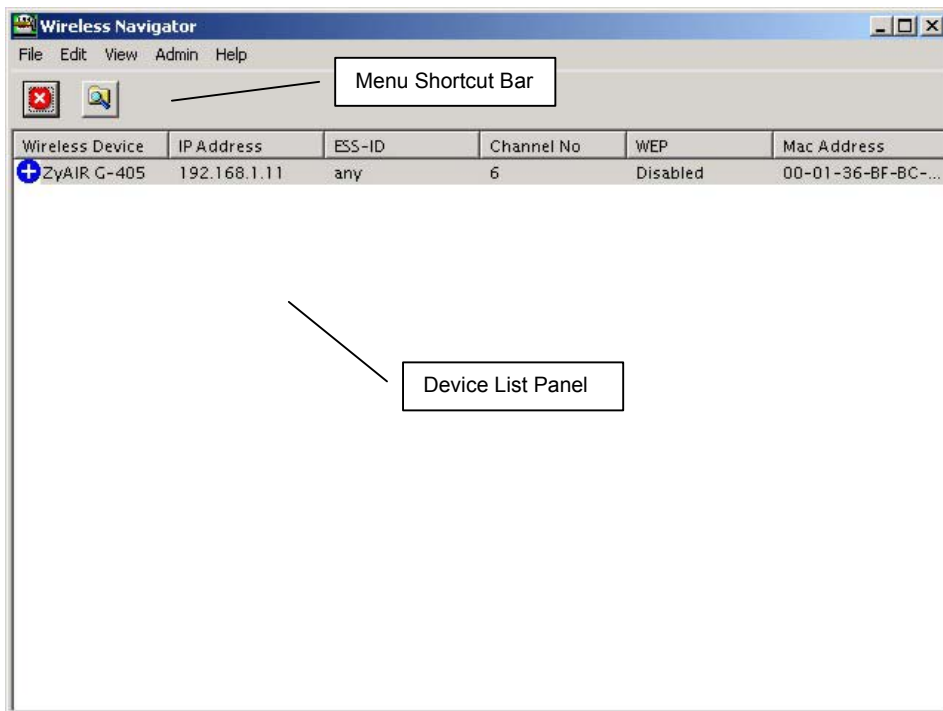 Wireless Navigator
File Edit View Admin Help
Menu Shortcut Bar
Wireless Device IP Address ESS-ID Channel No WEP Mac Address
ZyAIR G-405 192.168.1.11 any 6 Disabled 00-01-36-BF-BC-...
Device List Panel